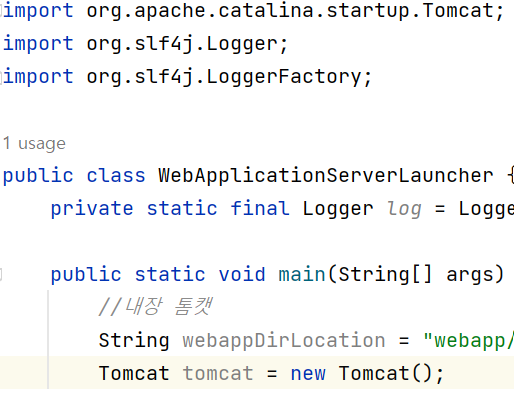 import org.apache.catalina.startup.Tomcat;
import org.slf4j.Logger;
import org.slf4j.LoggerFactory;
1 usage
public class WebApplicationServerLauncher {
private static final Logger log = Logge
public static void main(String[] args)
//내장 톰캣
String webappDirLocation = "webapp/
Tomcat tomcat = new Tomcat();